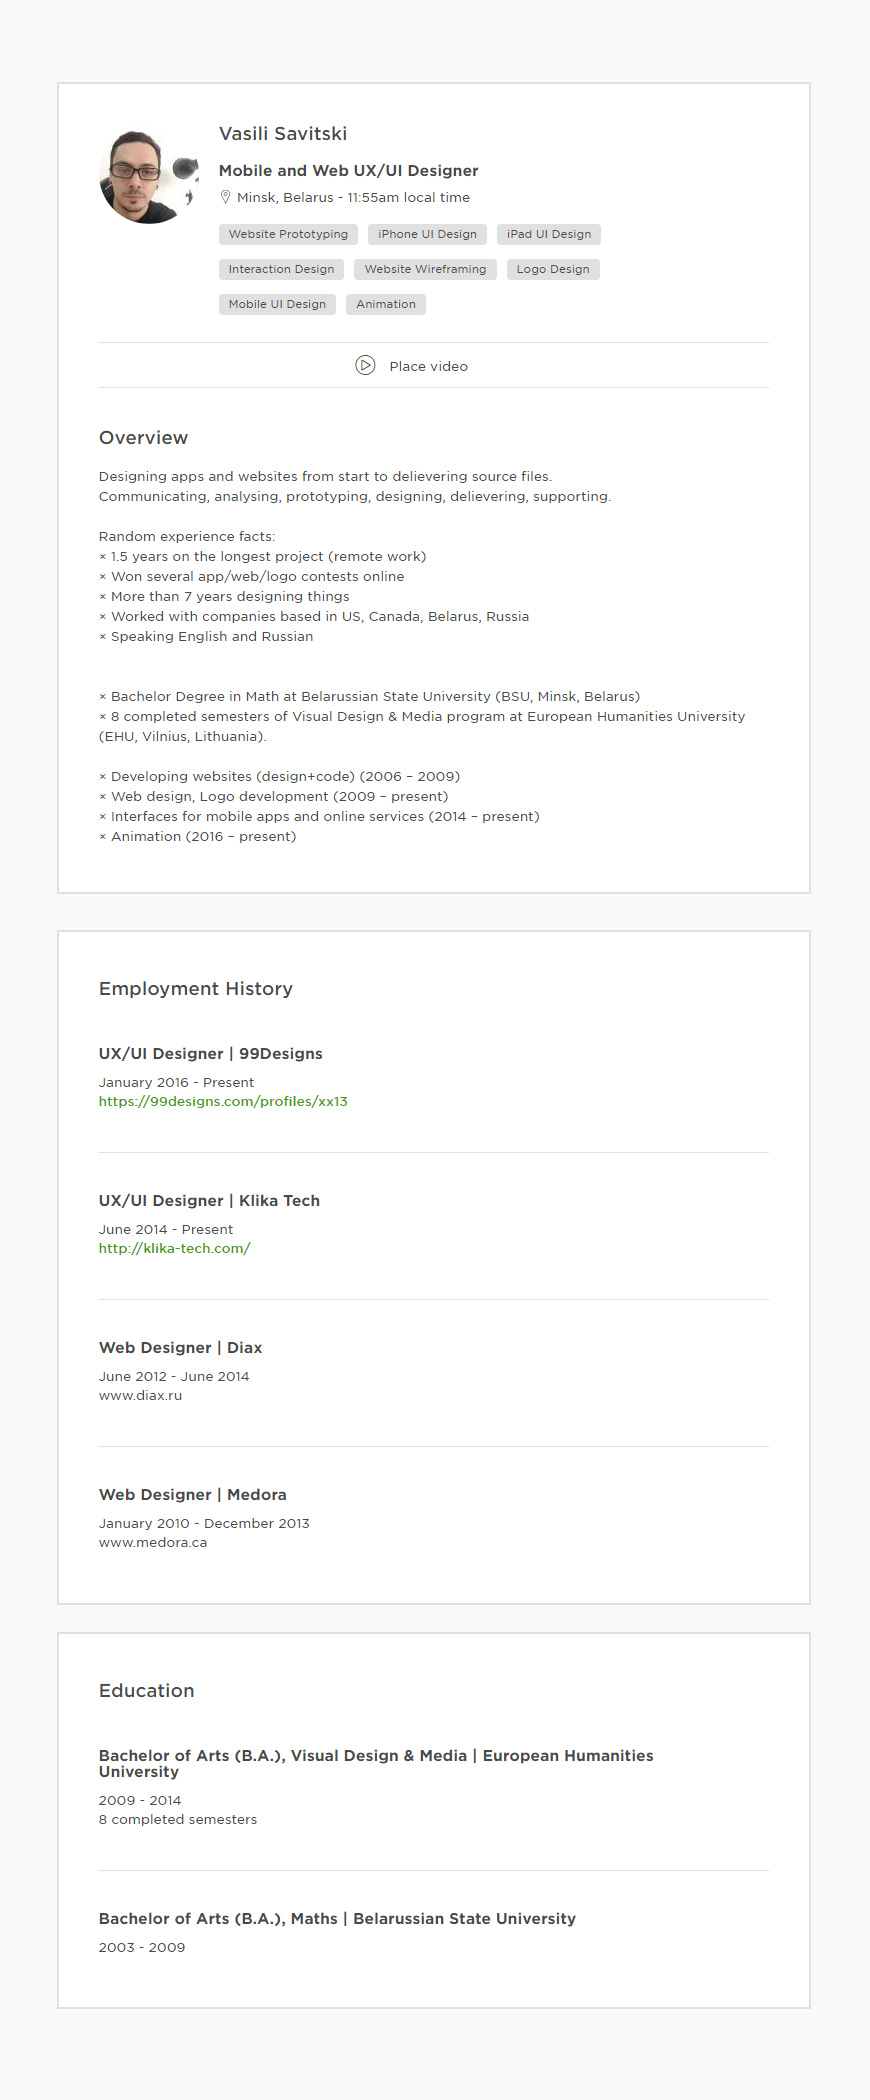 Vasili Savitski
Mobile and Web UX/UI Designer
Minsk, Belarus - 11:55am local time
Website Prototyping iPhone UI Design iPad UI Design
Interaction Design Website Wireframing Logo Design
Mobile UI Design Animation
Place video
Overview
Designing apps and websites from start to delievering source files.
Communicating, analysing, prototyping, designing, delievering, supporting.
Random experience facts:
× 1.5 years on the longest project (remote work)
× Won several app/web/logo contests online
× More than 7 years designing things
× Worked with companies based in US, Canada, Belarus, Russia
× Speaking English and Russian
× Bachelor Degree in Math at Belarussian State University (BSU, Minsk, Belarus)
× 8 completed semesters of Visual Design & Media program at European Humanities University
(EHU, Vilnius, Lithuania).
× Developing websites (design+code) (2006 – 2009)
× Web design, Logo development (2009 – present)
× Interfaces for mobile apps and online services (2014 – present)
× Animation (2016 – present)
Employment History
UX/UI Designer | 99Designs
January 2016 - Present
https://99designs.com/profiles/xx13
UX/UI Designer | Klika Tech
June 2014 - Present
http://klika-tech.com/
Web Designer | Diax
June 2012 - June 2014
www.diax.ru
Web Designer | Medora
January 2010 - December 2013
www.medora.ca
Education
Bachelor of Arts (B.A.), Visual Design & Media | European Humanities
University
2009 - 2014
8 completed semesters
Bachelor of Arts (B.A.), Maths | Belarussian State University
2003 - 2009